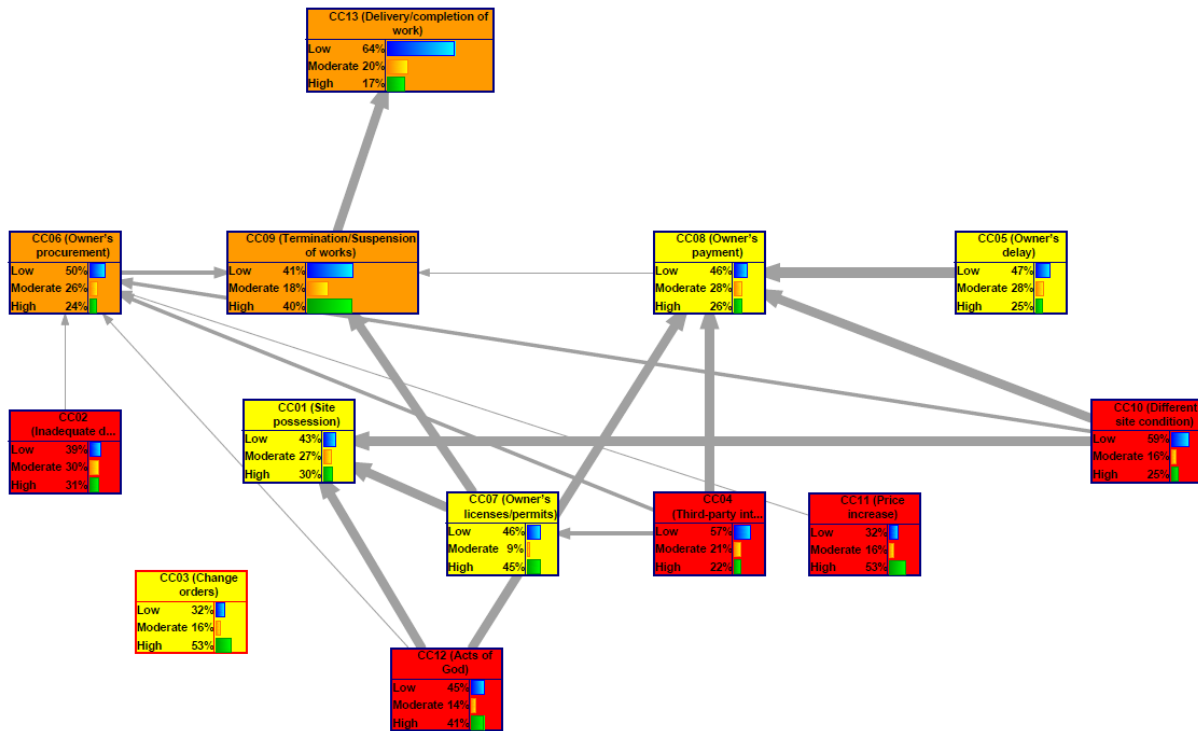 CC13 (Delivery/completion of
work)
Low 64%
Moderate 20%
High 17%
CC06 (Owner's
procurement)
Low 50%
Moderate 26%
High 24%
CC09 (Termination/Suspension
of works)
Low 41%
Moderate 18%
High 40%
CC08 (Owner's
payment)
Low 46%
Moderate 28%
High 26%
CC05 (Owner's
delay)
Low 47%
Moderate 28%
High 25%
CC02
(Inadequate d...
Low 39%
Moderate 30%
High 31%
CC01 (Site
possession)
Low 43%
Moderate 27%
High 30%
CC10 (Different
site condition)
Low 59%
Moderate 16%
High 25%
CC07 (Owner's
licenses/permits)
Low 46%
Moderate 9%
High 45%
CC04
(Third-party int...
Low 57%
Moderate 21%
High 22%
CC11 (Price
increase)
Low 32%
Moderate 16%
High 53%
CC03 (Change
orders)
Low 32%
Moderate 16%
High 53%
CC12 (Acts of
God)
Low 45%
Moderate 14%
High 41%